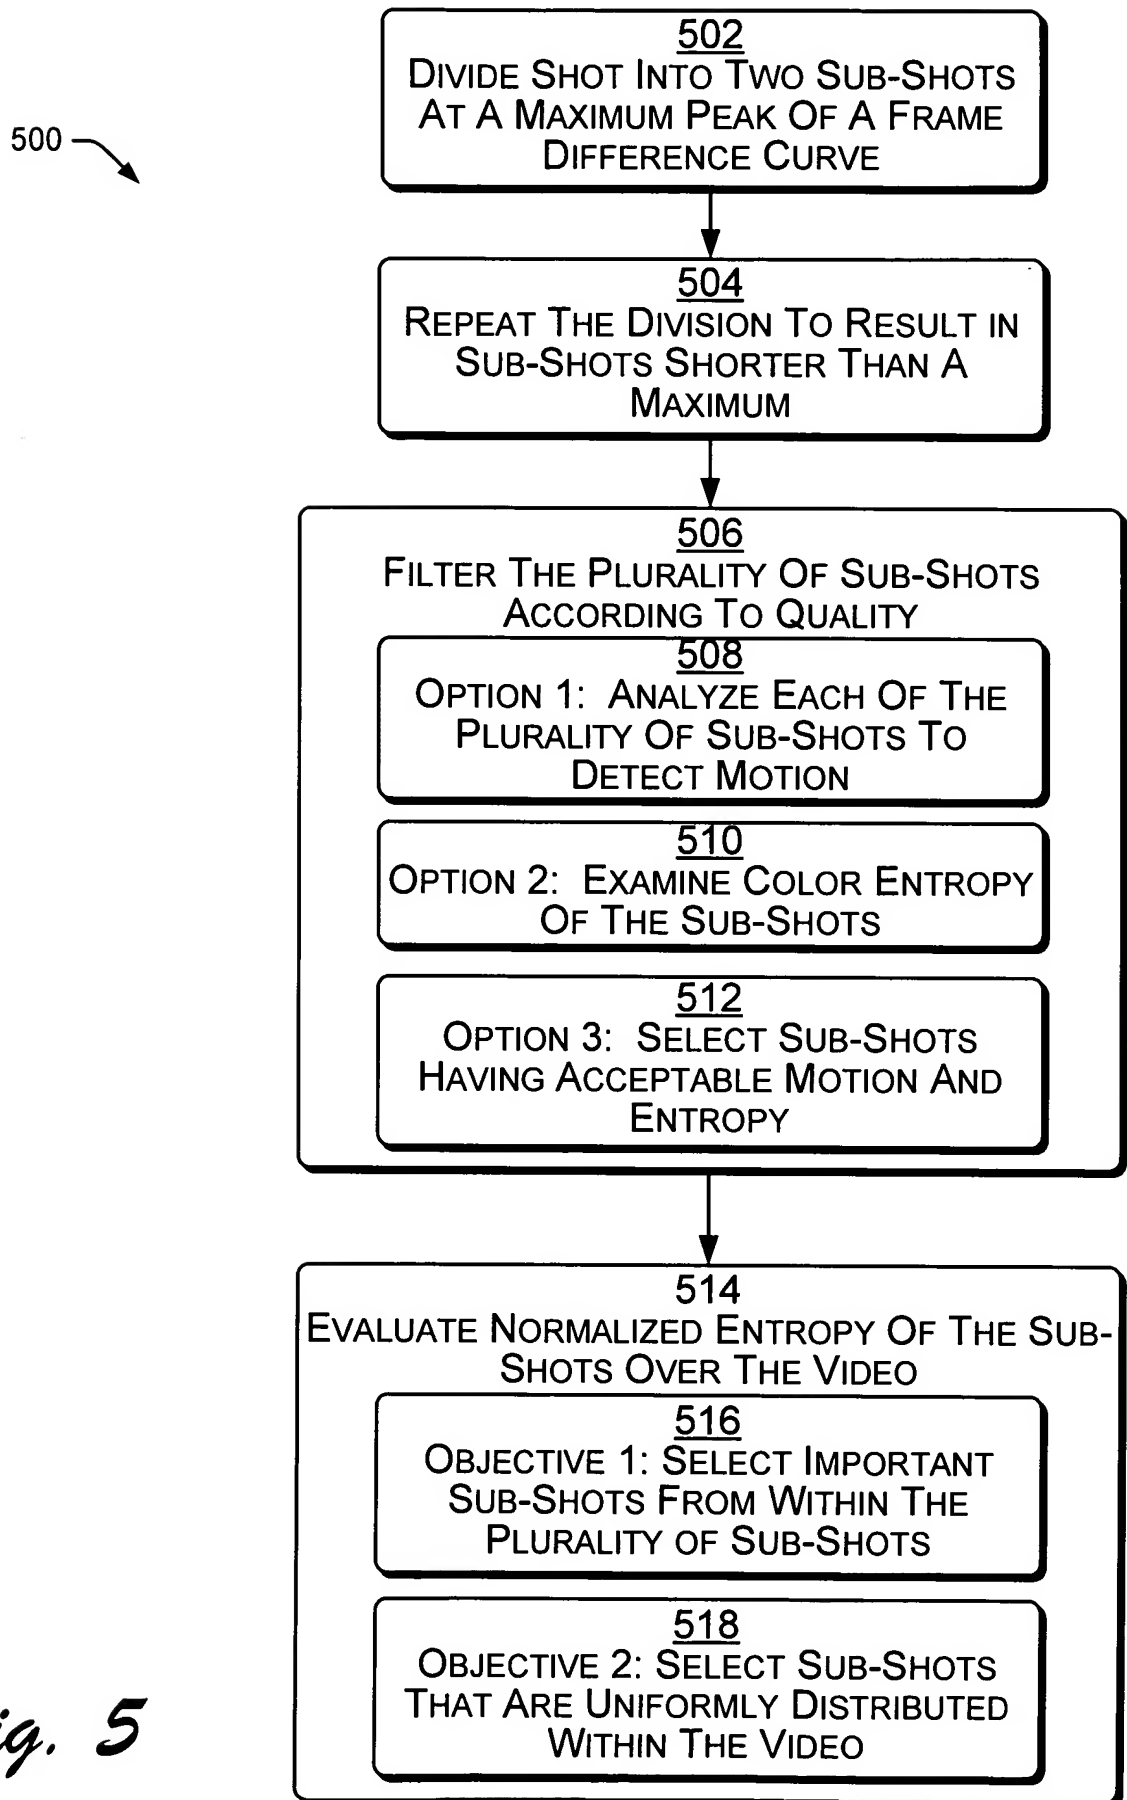 502
DIVIDE SHOT INTO TWO SUB-SHOTS
AT A MAXIMUM PEAK OF A FRAME
DIFFERENCE CURVE
500
504
REPEAT THE DIVISION TO RESULT IN
SUB-SHOTS SHORTER THAN A
MAXIMUM
506
FILTER THE PLURALITY OF SUB-SHOTS
ACCORDING TO QUALITY
508
OPTION 1: ANALYZE EACH OF THE
PLURALITY OF SUB-SHOTS TO
DETECT MOTION
510
OPTION 2: EXAMINE COLOR ENTROPY
OF THE SUB-SHOTS
512
OPTION 3: SELECT SUB-SHOTS
HAVING ACCEPTABLE MOTION AND
ENTROPY
514
EVALUATE NORMALIZED ENTROPY OF THE SUB-
SHOTS OVER THE VIDEO
516
OBJECTIVE 1: SELECT IMPORTANT
SUB-SHOTS FROM WITHIN THE
PLURALITY OF SUB-SHOTS
518
OBJECTIVE 2: SELECT SUB-SHOTS
THAT ARE UNIFORMLY DISTRIBUTED
WITHIN THE VIDEO
ig. 5